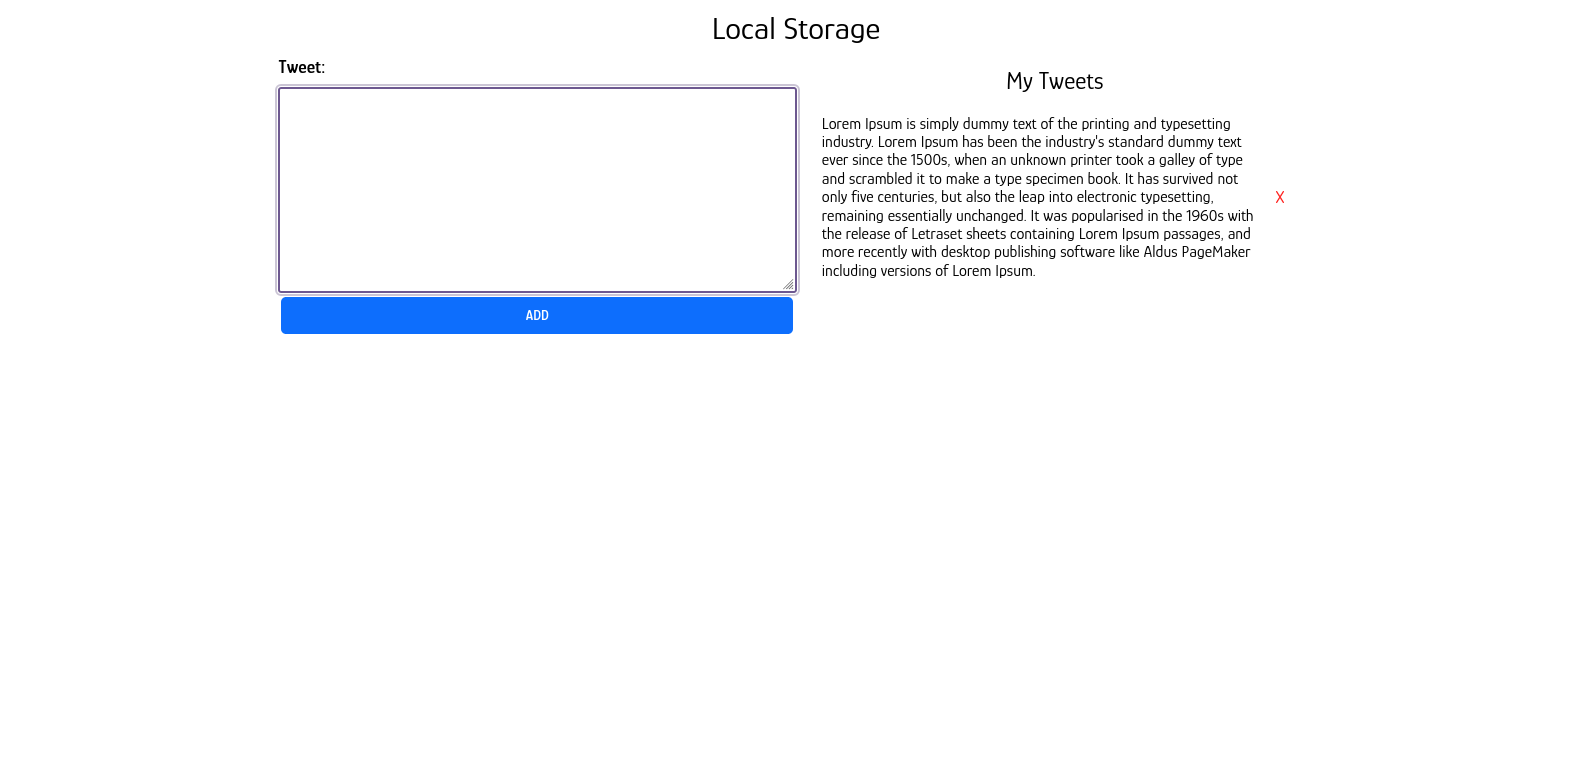 Local Storage
Tweet:
ADD
My Tweets
Lorem Ipsum is simply dummy text of the printing and typesetting
industry. Lorem Ipsum has been the industry's standard dummy text
ever since the 1500s, when an unknown printer took a galley of type
and scrambled it to make a type specimen book. It has survived not
only five centuries, but also the leap into electronic typesetting,
remaining essentially unchanged. It was popularised in the 1960s with
the release of Letraset sheets containing Lorem Ipsum passages, and
more recently with desktop publishing software like Aldus PageMaker
including versions of Lorem Ipsum.
X